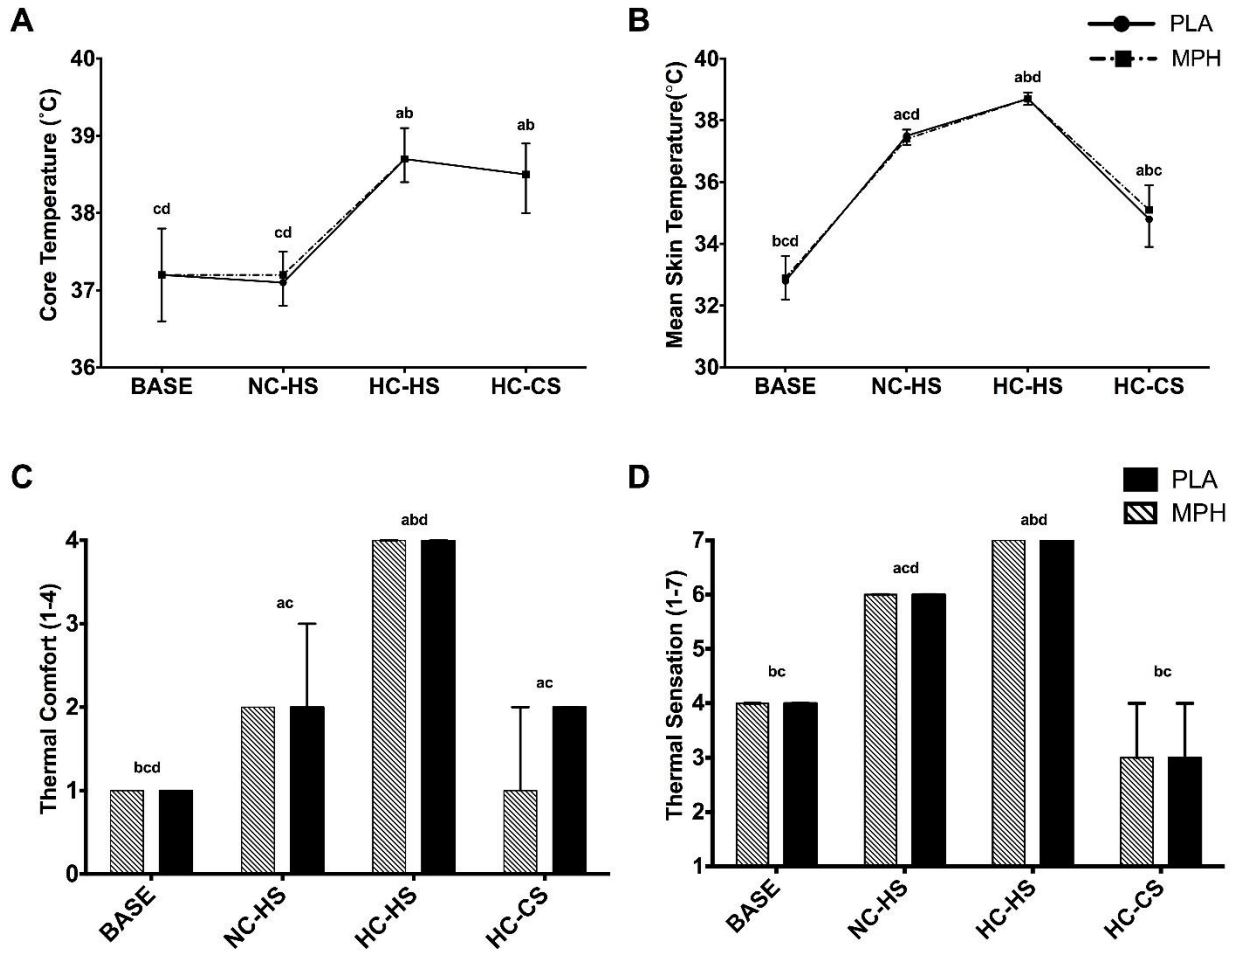 A
Core Temperature (°C)
40
39
38
37
36
cd
cd
ab
ab
BASE
NC-HS
HC-HS
HC-CS
B
PLA
MPH
Mean Skin Temperature(°C)
40
38
36
34
32
30
bcd
acd
abd
abc
BASE
NC-HS
HC-HS
HC-CS
C
Thermal Comfort (1-4)
4
3
2
1
0
bcd
ac
abd
ac
BASE
NC-HS
HC-HS
HC-CS
D
PLA
MPH
Thermal Sensation (1-7)
7
6
5
4
3
2
1
bc
acd
abd
bc
BASE
NC-HS
HC-HS
HC-CS